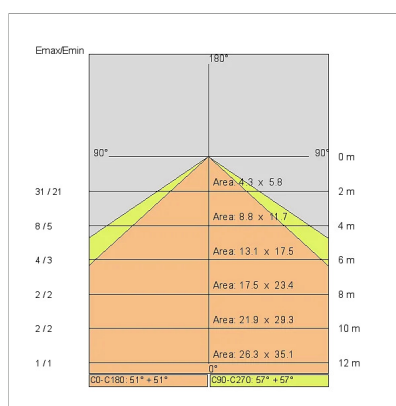 Emax/Emin
180°
90° 90° 0 m
31 / 21 Area: 4.3 x 5.8 2 m
8 / 5 Area: 8.8 x 11.7 4 m
4 / 3 Area: 13.1 x 17.5 6 m
2 / 2 Area: 17.5 x 23.4 8 m
2 / 2 Area: 21.9 x 29.3 10 m
1 / 1 Area: 26.3 x 35.1 12 m
0°
C0-C180: 51° + 51° C90-C270: 57° + 57°